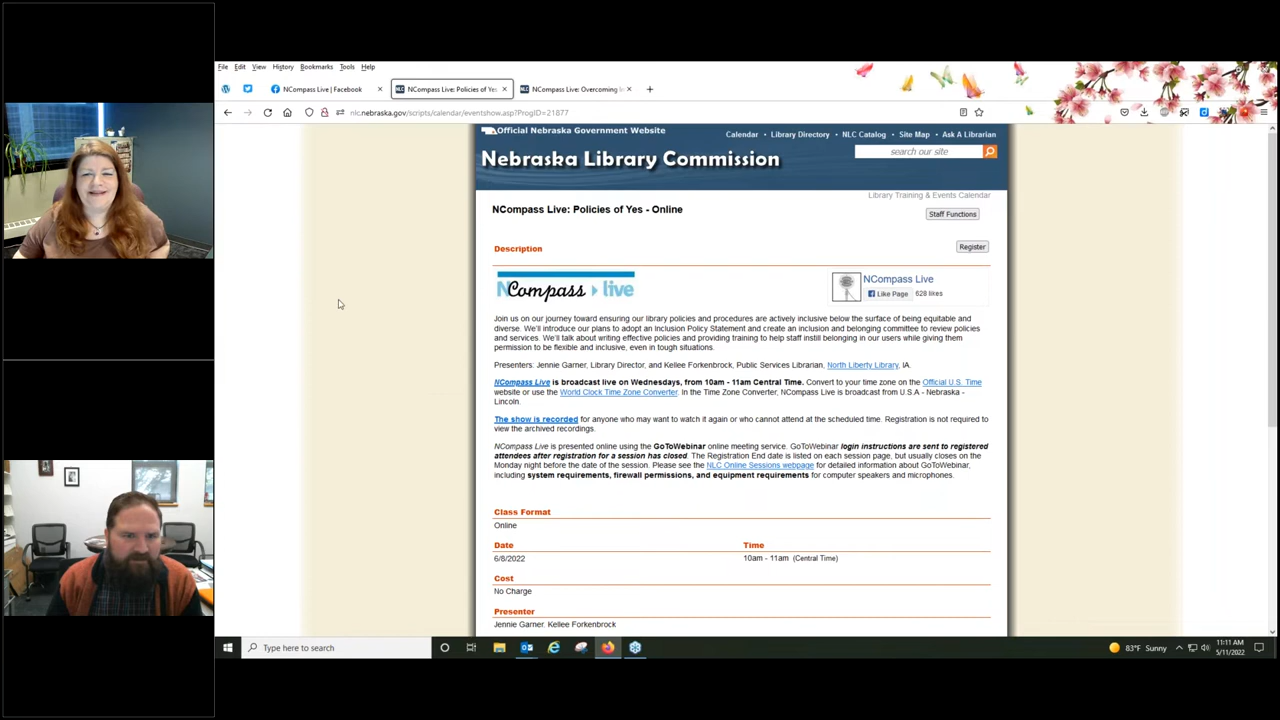 File Edit View History Bookmarks Tools Help
NCompass Live | Facebook × NCompass Live: Policies of Yes × NCompass Live: Overcoming × +
nlc.nebraska.gov/scripts/calendar/eventshow.asp?ProgID=21877
Official Nebraska Government Website
Calendar • Library Directory • NLC Catalog • Site Map • Ask A Librarian
Nebraska Library Commission
search our site
Library Training & Events Calendar
NCompass Live: Policies of Yes - Online
Staff Functions
Description
Register
NCompass live
NCompass Live
Like Page 628 likes
Join us on our journey toward ensuring our library policies and procedures are actively inclusive below the surface of being equitable and
diverse. We'll introduce our plans to adopt an Inclusion Policy Statement and create an inclusion and belonging committee to review policies
and services. We'll talk about writing effective policies and providing training to help staff instill belonging in our users while giving them
permission to be flexible and inclusive, even in tough situations.
Presenters: Jennie Garner, Library Director, and Kellee Forkenbrock, Public Services Librarian, North Liberty Library, IA.
NCompass Live is broadcast live on Wednesdays, from 10am - 11am Central Time. Convert to your time zone on the Official U.S. Time
website or use the World Clock Time Zone Converter. In the Time Zone Converter, NCompass Live is broadcast from U.S.A - Nebraska -
Lincoln.
The show is recorded for anyone who may want to watch it again or who cannot attend at the scheduled time. Registration is not required to
view the archived recordings.
NCompass Live is presented online using the GoToWebinar online meeting service. GoToWebinar login instructions are sent to registered
attendees after registration for a session has closed. The Registration End date is listed on each session page, but usually closes on the
Monday night before the date of the session. Please see the NLC Online Sessions webpage for detailed information about GoToWebinar,
including system requirements, firewall permissions, and equipment requirements for computer speakers and microphones.
Class Format
Online
Date Time
6/8/2022 10am - 11am (Central Time)
Cost
No Charge
Presenter
Jennie Garner, Kellee Forkenbrock
Type here to search
83°F Sunny
11:11 AM
5/11/2022